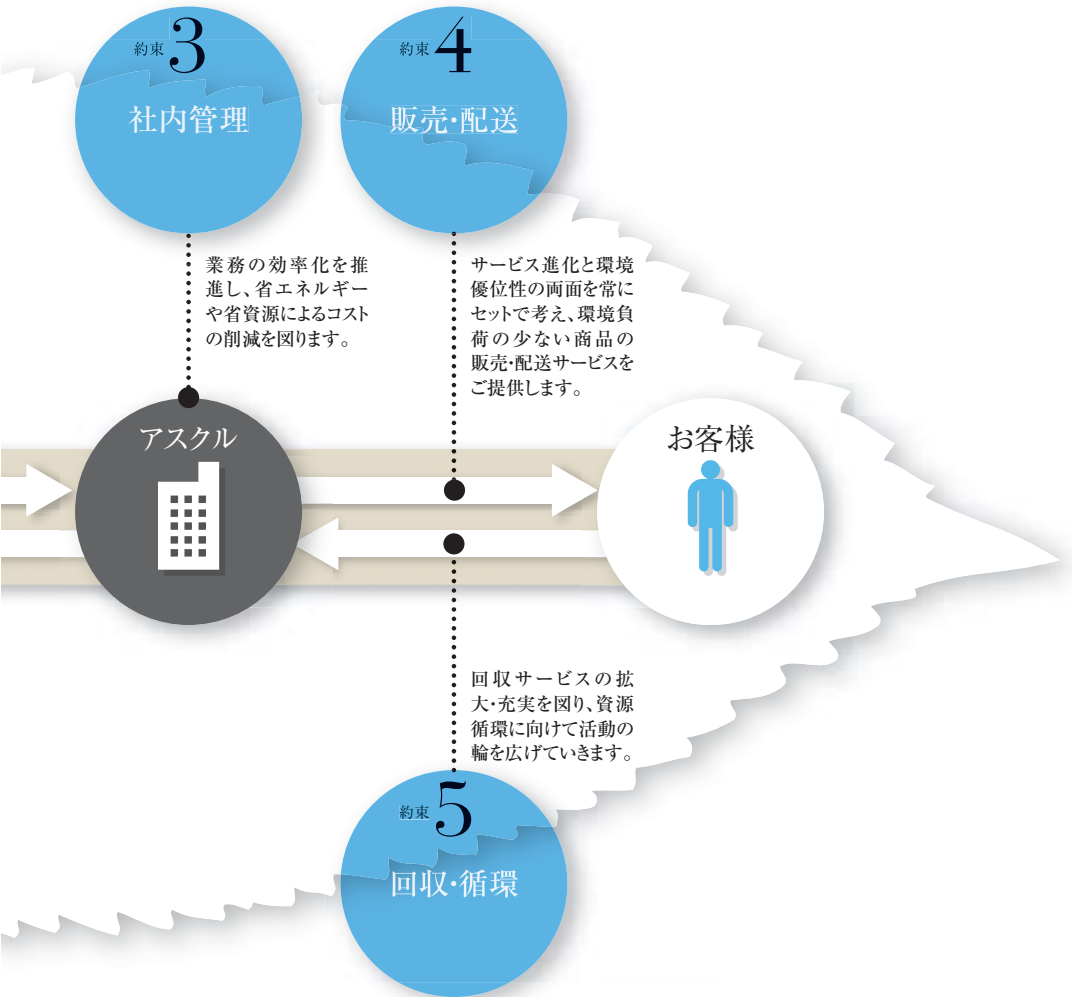 約束3
社内管理
約束4
販売・配送
業務の効率化を推
進し、省エネルギー
や省資源によるコスト
の削減を図ります。
サービス進化と環境
優位性の両面を常に
セットで考え、環境負
荷の少ない商品の
販売・配送サービスを
ご提供します。
アスクル
お客様
回収サービスの拡
大・充実を図り、資源
循環に向けて活動の
輪を広げていきます。
約束5
回収・循環